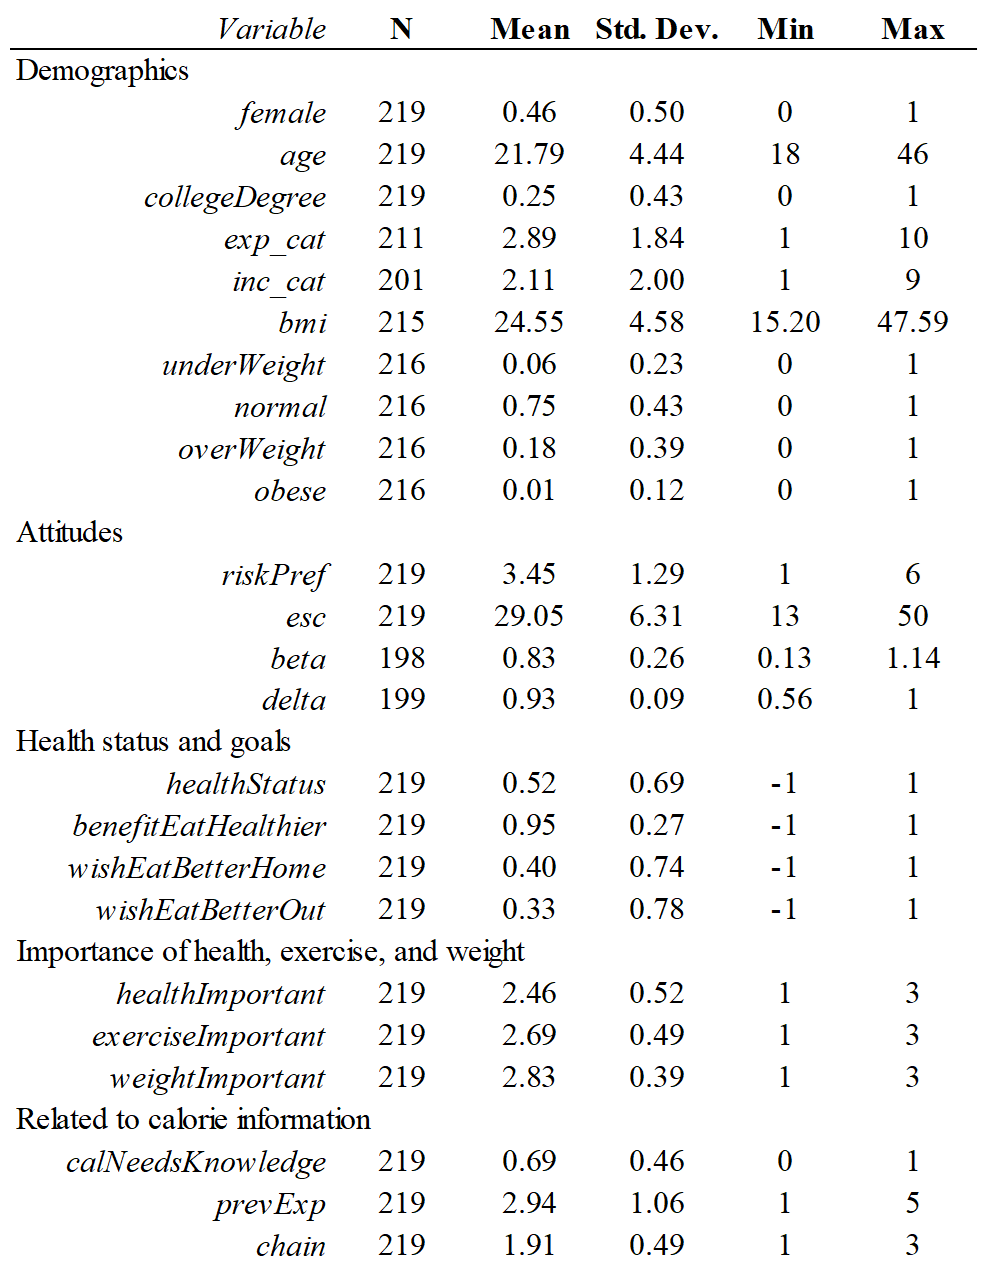 Variable N Mean Std. Dev. Min Max
Demographics
female 219 0.46 0.50 0 1
age 219 21.79 4.44 18 46
collegeDegree 219 0.25 0.43 0 1
exp_cat 211 2.89 1.84 1 10
inc_cat 201 2.11 2.00 1 9
bmi 215 24.55 4.58 15.20 47.59
underWeight 216 0.06 0.23 0 1
normal 216 0.75 0.43 0 1
overWeight 216 0.18 0.39 0 1
obese 216 0.01 0.12 0 1
Attitudes
riskPref 219 3.45 1.29 1 6
esc 219 29.05 6.31 13 50
beta 198 0.83 0.26 0.13 1.14
delta 199 0.93 0.09 0.56 1
Health status and goals
healthStatus 219 0.52 0.69 -1 1
benefitEatHealthier 219 0.95 0.27 -1 1
wishEatBetterHome 219 0.40 0.74 -1 1
wishEatBetterOut 219 0.33 0.78 -1 1
Importance of health, exercise, and weight
healthImportant 219 2.46 0.52 1 3
exerciseImportant 219 2.69 0.49 1 3
weightImportant 219 2.83 0.39 1 3
Related to calorie information
calNeedsKnowledge 219 0.69 0.46 0 1
prevExp 219 2.94 1.06 1 5
chain 219 1.91 0.49 1 3